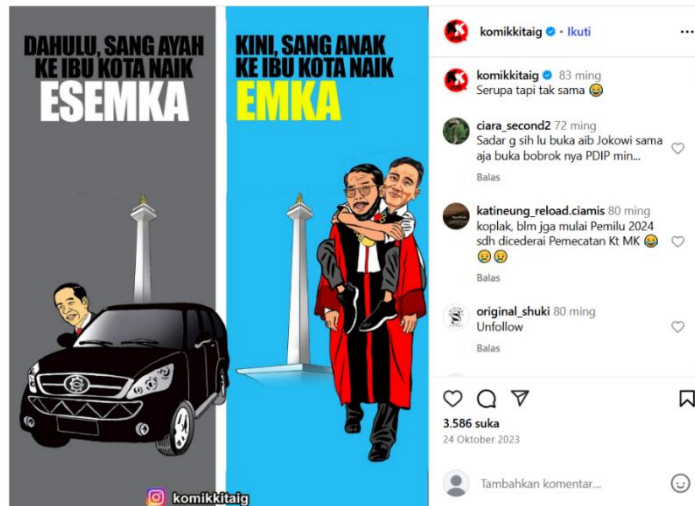 DAHULU, SANG AYAH
KE IBU KOTA NAIK
ESEMKA
KINI, SANG ANAK
KE IBU KOTA NAIK
EMKA
komikkitaig
komikkitaig • Ikuti
komikkitaig 83 ming
Serupa tapi tak sama 😂
ciara_second2 72 ming
Sadar g sih lu buka aib Jokowi sama
aja buka bobrok nya PDIP min...
Balas
katineung_reload.ciamis 80 ming
koplak, blm jga mulai Pemilu 2024
sdh dicederai Pemecatan Kt MK 😂
😢😢
Balas
original_shuki 80 ming
Unfollow
Balas
3.586 suka
24 Oktober 2023
Tambahkan komentar...